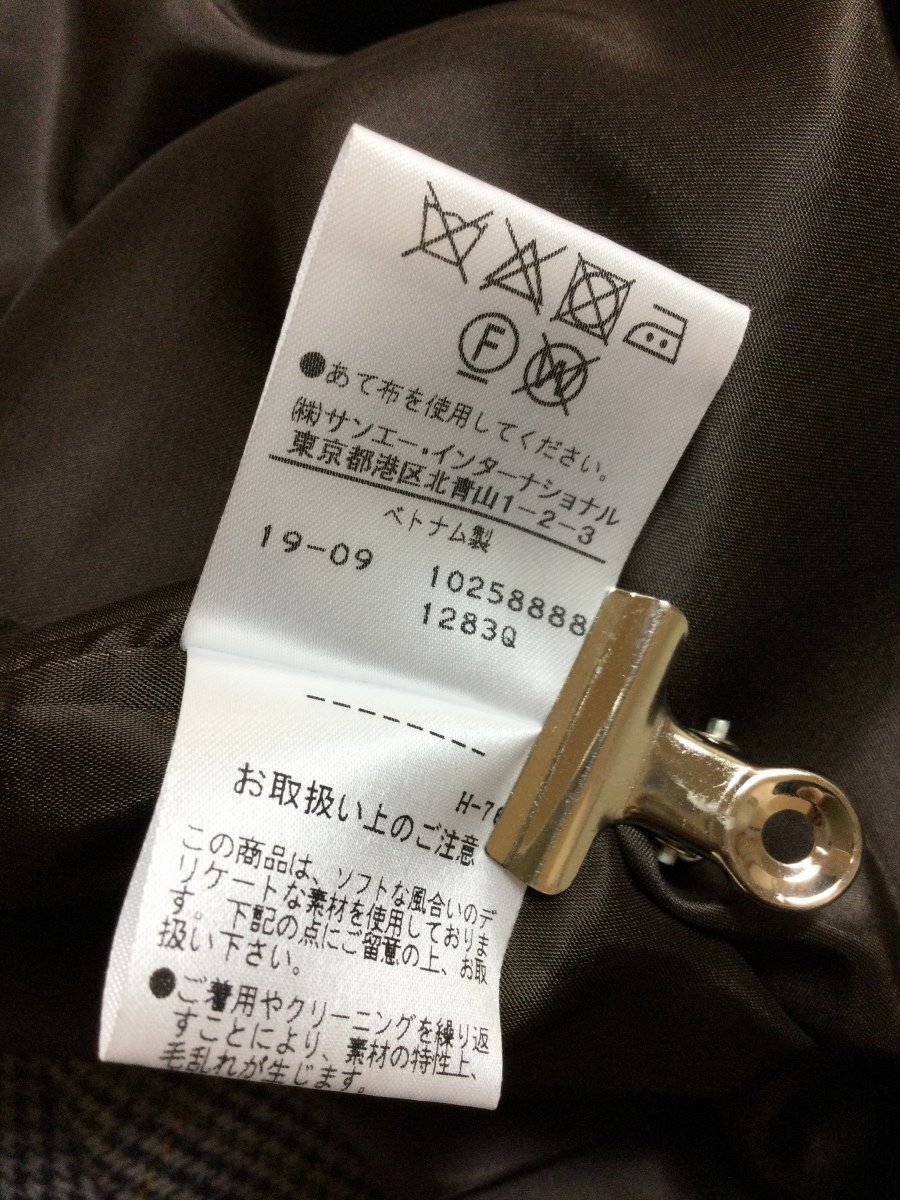 F W
●あて布を使用してください。
(株)サンエー・インターナショナル
東京都港区北青山1-2-3
ベトナム製
19-09 10258888
1283Q
H-76
お取扱い上のご注意
この商品は、ソフトな風合いのデ
リケートな素材を使用しておりま
す。下記の点にご留意の上、お取
扱い下さい。
●ご着用やクリーニングを繰り返
すことにより、素材の特性上、
毛乱れが生じます。